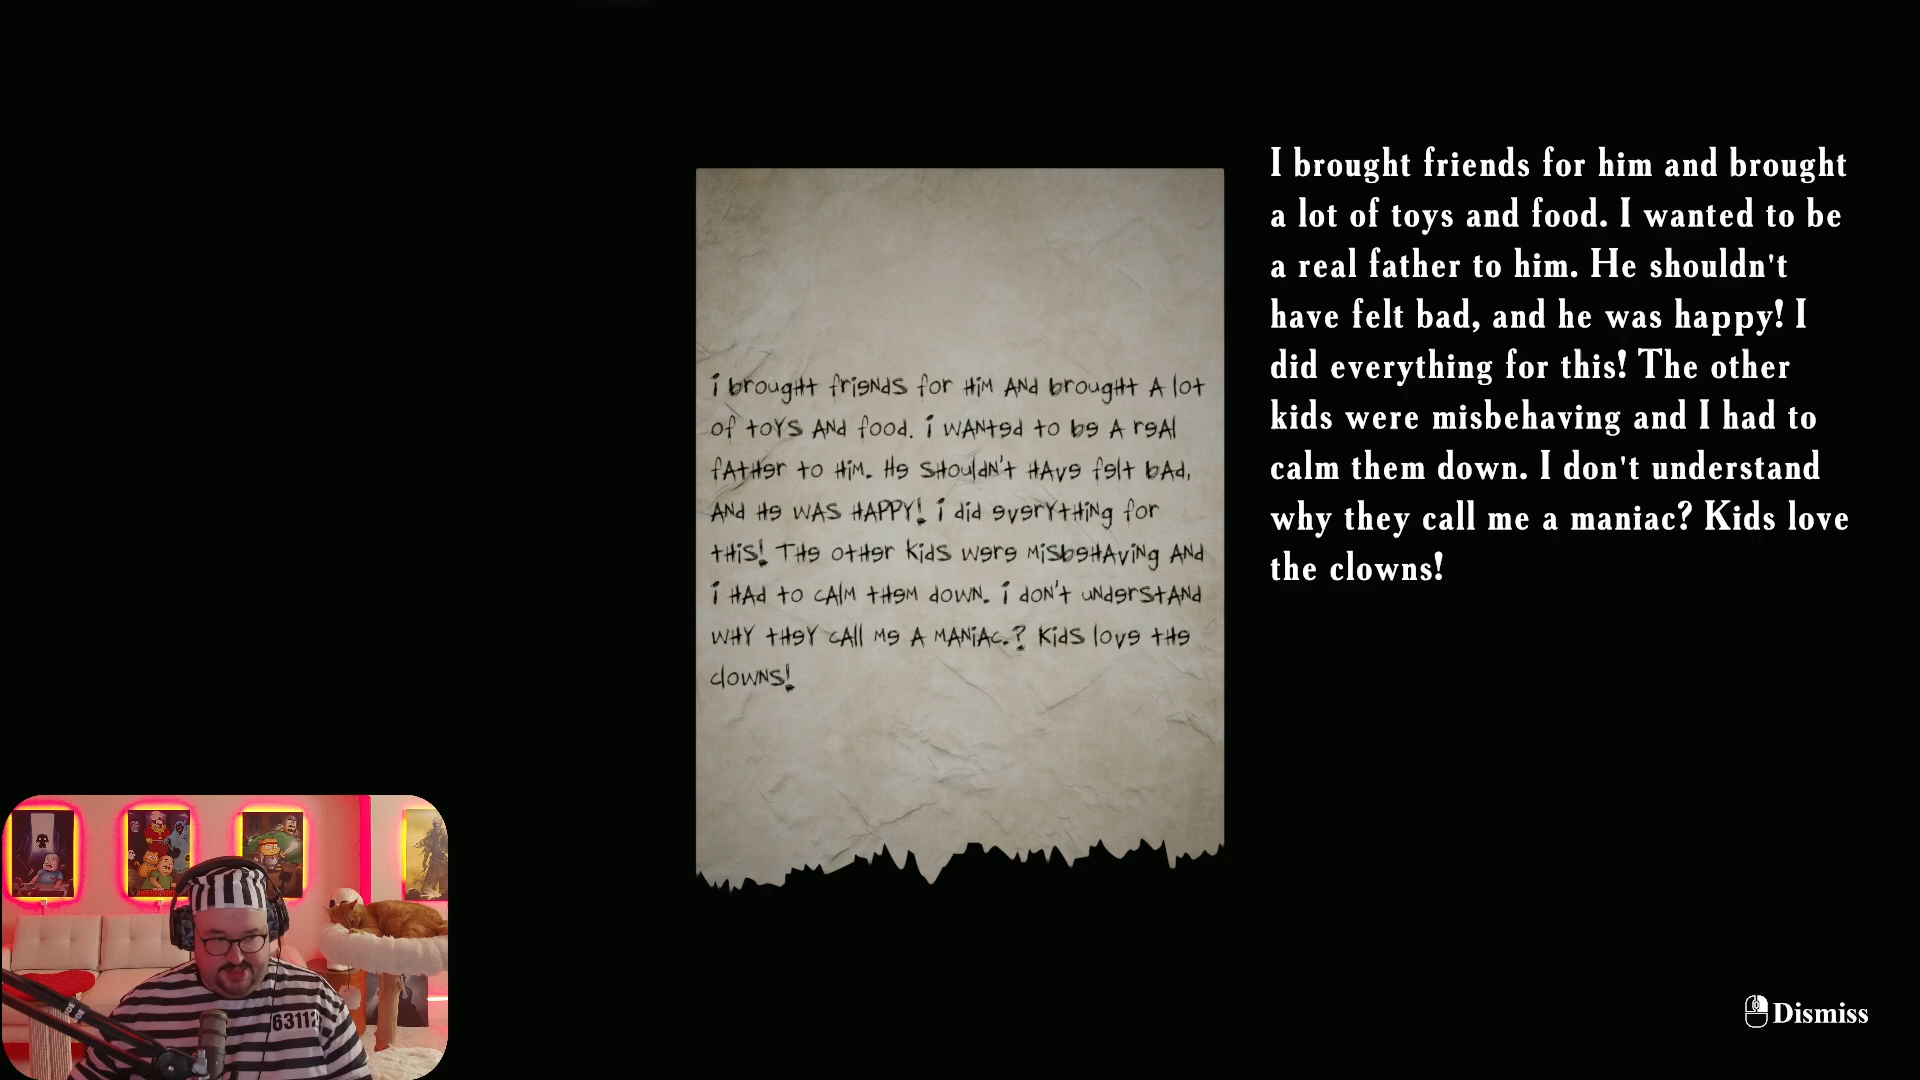 i brought friends for him and brought a lot
of toys and food. i wanted to be a real
father to him. He shouldn't have felt bad,
and he was happy! i did everything for
this! The other kids were misbehaving and
i had to calm them down. i don't understand
why they call me a maniac.? Kids love the
clowns!
I brought friends for him and brought
a lot of toys and food. I wanted to be
a real father to him. He shouldn't
have felt bad, and he was happy! I
did everything for this! The other
kids were misbehaving and I had to
calm them down. I don't understand
why they call me a maniac? Kids love
the clowns!
63112
Dismiss